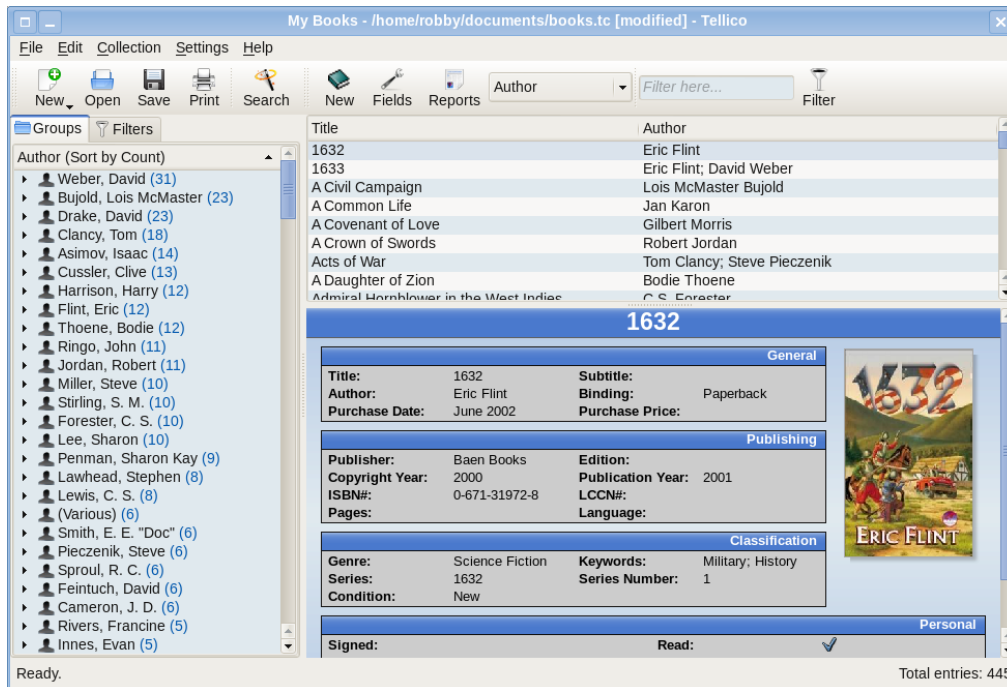 My Books - /home/robby/documents/books.tc [modified] - Tellico
File Edit Collection Settings Help
New Open Save Print Search New Fields Reports Author Filter here... Filter
Groups Filters
Author (Sort by Count)
Weber, David (31)
Bujold, Lois McMaster (23)
Drake, David (23)
Clancy, Tom (18)
Asimov, Isaac (14)
Cussler, Clive (13)
Harrison, Harry (12)
Flint, Eric (12)
Thoene, Bodie (12)
Ringo, John (11)
Jordan, Robert (11)
Miller, Steve (10)
Stirling, S. M. (10)
Forester, C. S. (10)
Lee, Sharon (10)
Penman, Sharon Kay (9)
Lawhead, Stephen (8)
Lewis, C. S. (8)
(Various) (6)
Smith, E. E. "Doc" (6)
Pieczenik, Steve (6)
Sproul, R. C. (6)
Feintuch, David (6)
Cameron, J. D. (6)
Rivers, Francine (5)
Innes, Evan (5)
Title Author
1632 Eric Flint
1633 Eric Flint; David Weber
A Civil Campaign Lois McMaster Bujold
A Common Life Jan Karon
A Covenant of Love Gilbert Morris
A Crown of Swords Robert Jordan
Acts of War Tom Clancy; Steve Pieczenik
A Daughter of Zion Bodie Thoene
Admiral Hornblower in the West Indies C.S. Forester
1632
General
Title: 1632 Subtitle:
Author: Eric Flint Binding: Paperback
Purchase Date: June 2002 Purchase Price:
Publishing
Publisher: Baen Books Edition:
Copyright Year: 2000 Publication Year: 2001
ISBN#: 0-671-31972-8 LCCN#:
Pages: Language:
Classification
Genre: Science Fiction Keywords: Military; History
Series: 1632 Series Number: 1
Condition: New
Personal
Signed: Read:
1632
ERIC FLINT
Ready. Total entries: 445